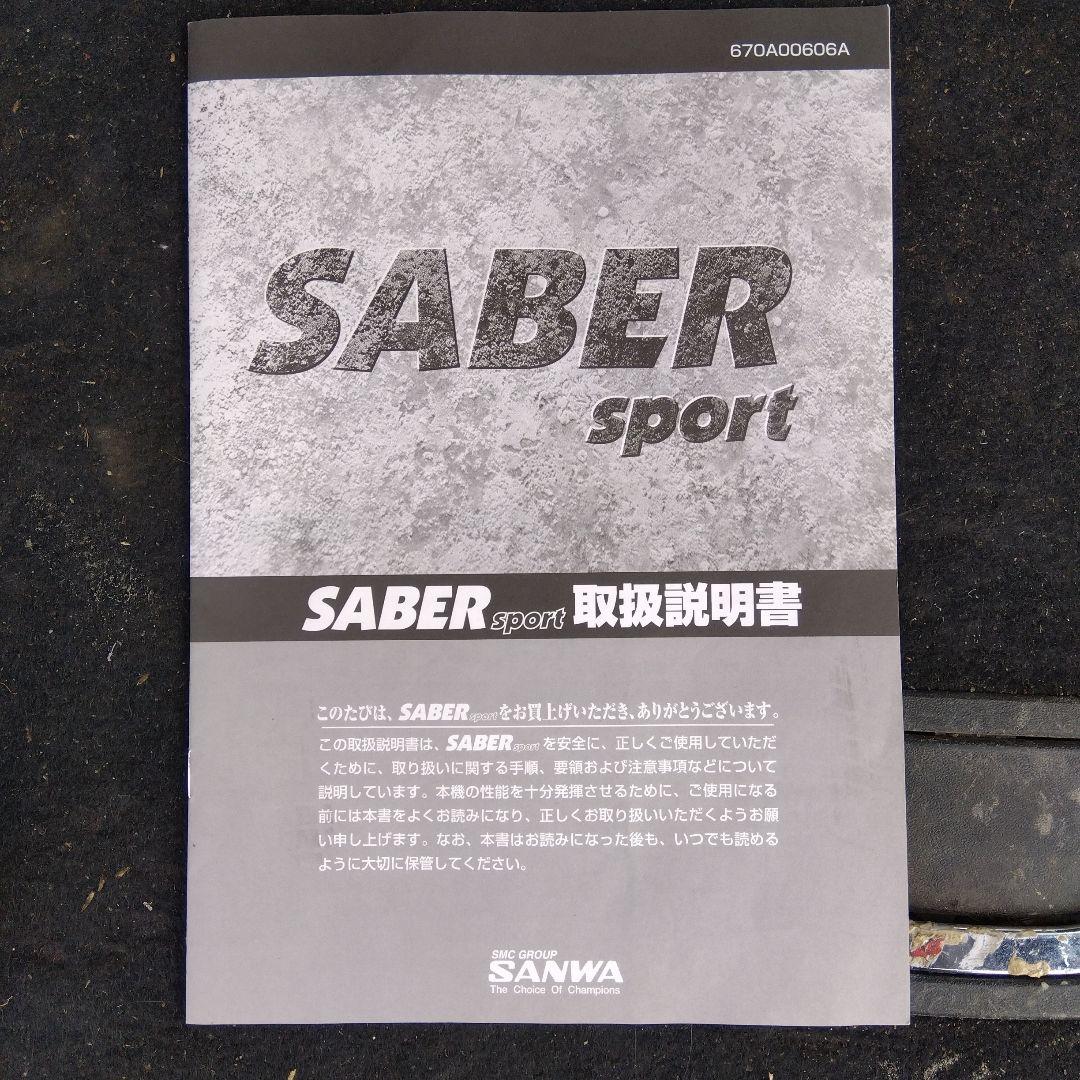 670A00606A
SABER
sport
SABER sport 取扱説明書
このたびは、SABER sportをお買上げいただき、ありがとうございます。
この取扱説明書は、SABER sportを安全に、正しくご使用していただ
くために、取り扱いに関する手順、要領および注意事項などについて
説明しています。本機の性能を十分発揮させるために、ご使用になる
前には本書をよくお読みになり、正しくお取り扱いいただくようお願
い申し上げます。なお、本書はお読みになった後も、いつでも読める
ように大切に保管してください。
SMC GROUP
SANWA
The Choice Of Champions